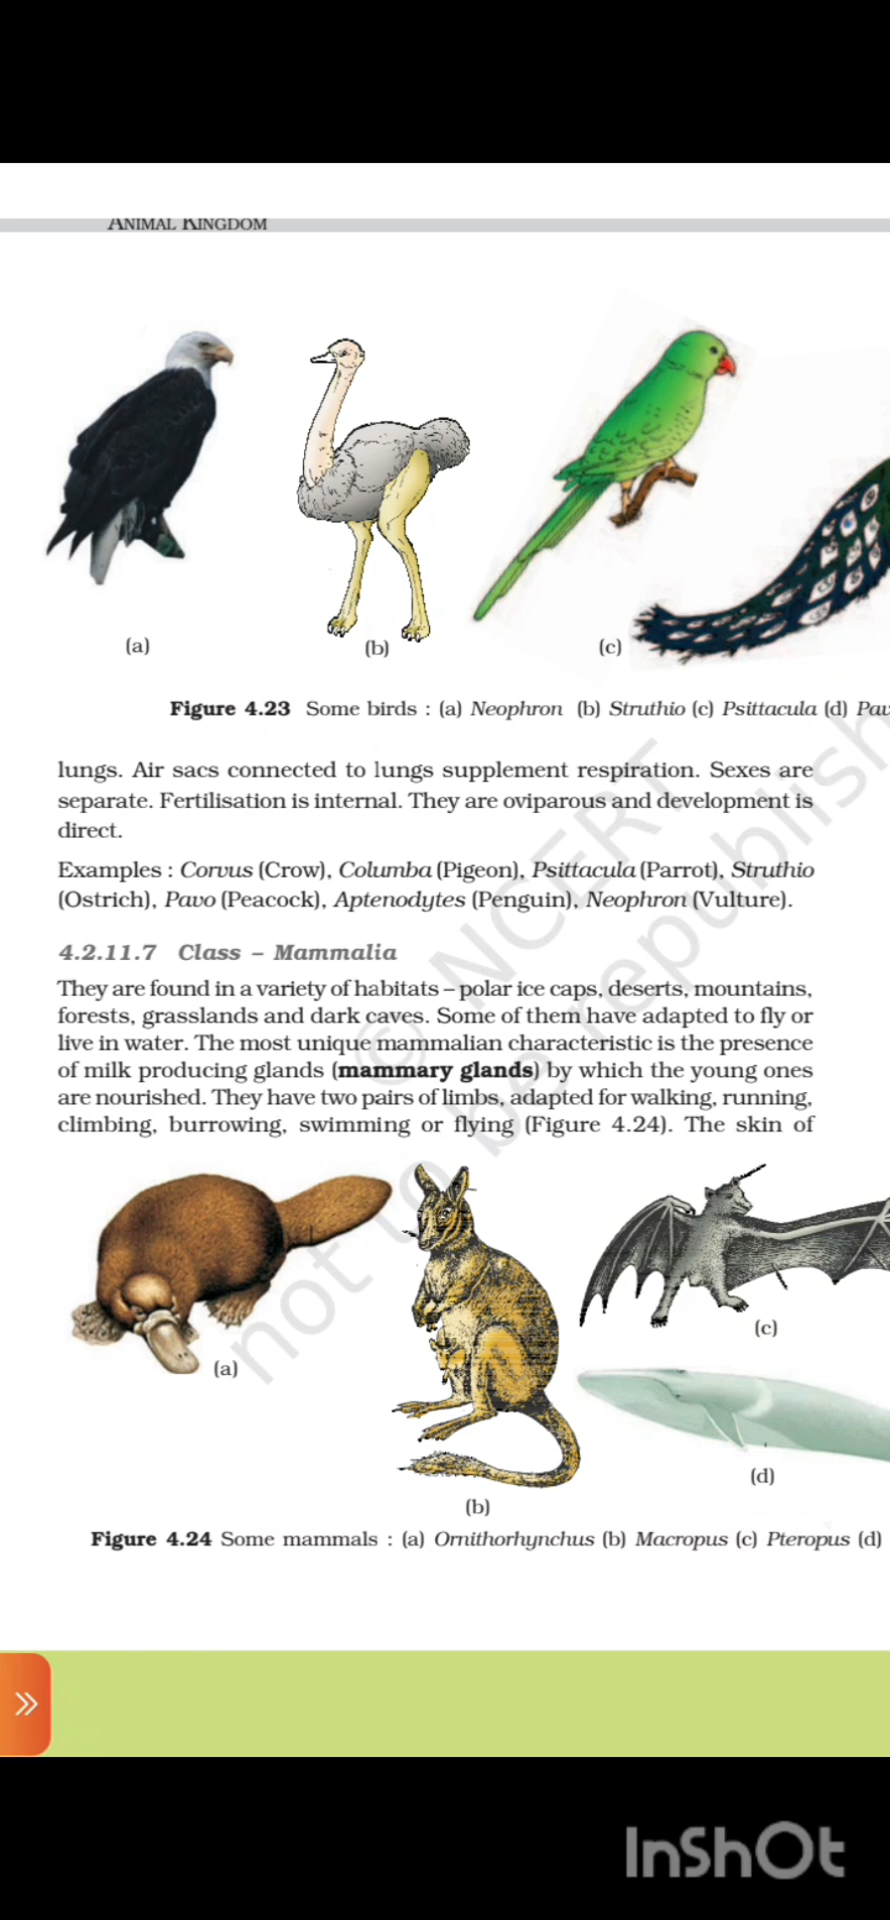 ANIMAL KINGDOM
(a)
(b)
(c)
Figure 4.23 Some birds : (a) Neophron (b) Struthio (c) Psittacula (d)
lungs. Air sacs connected to lungs supplement respiration. Sexes are
separate. Fertilisation is internal. They are oviparous and development is
direct.
Examples : Corvus (Crow), Columba (Pigeon), Psittacula (Parrot), Struthio
(Ostrich), Pavo (Peacock), Aptenodytes (Penguin), Neophron (Vulture).
4.2.11.7 Class – Mammalia
They are found in a variety of habitats – polar ice caps, deserts, mountains,
forests, grasslands and dark caves. Some of them have adapted to fly or
live in water. The most unique mammalian characteristic is the presence
of milk producing glands (mammary glands) by which the young ones
are nourished. They have two pairs of limbs, adapted for walking, running,
climbing, burrowing, swimming or flying (Figure 4.24). The skin of
(a)
(b)
(c)
(d)
Figure 4.24 Some mammals : (a) Ornithorhynchus (b) Macropus (c) Pteropus (d)
© NCERT
not to be republish
InShOt